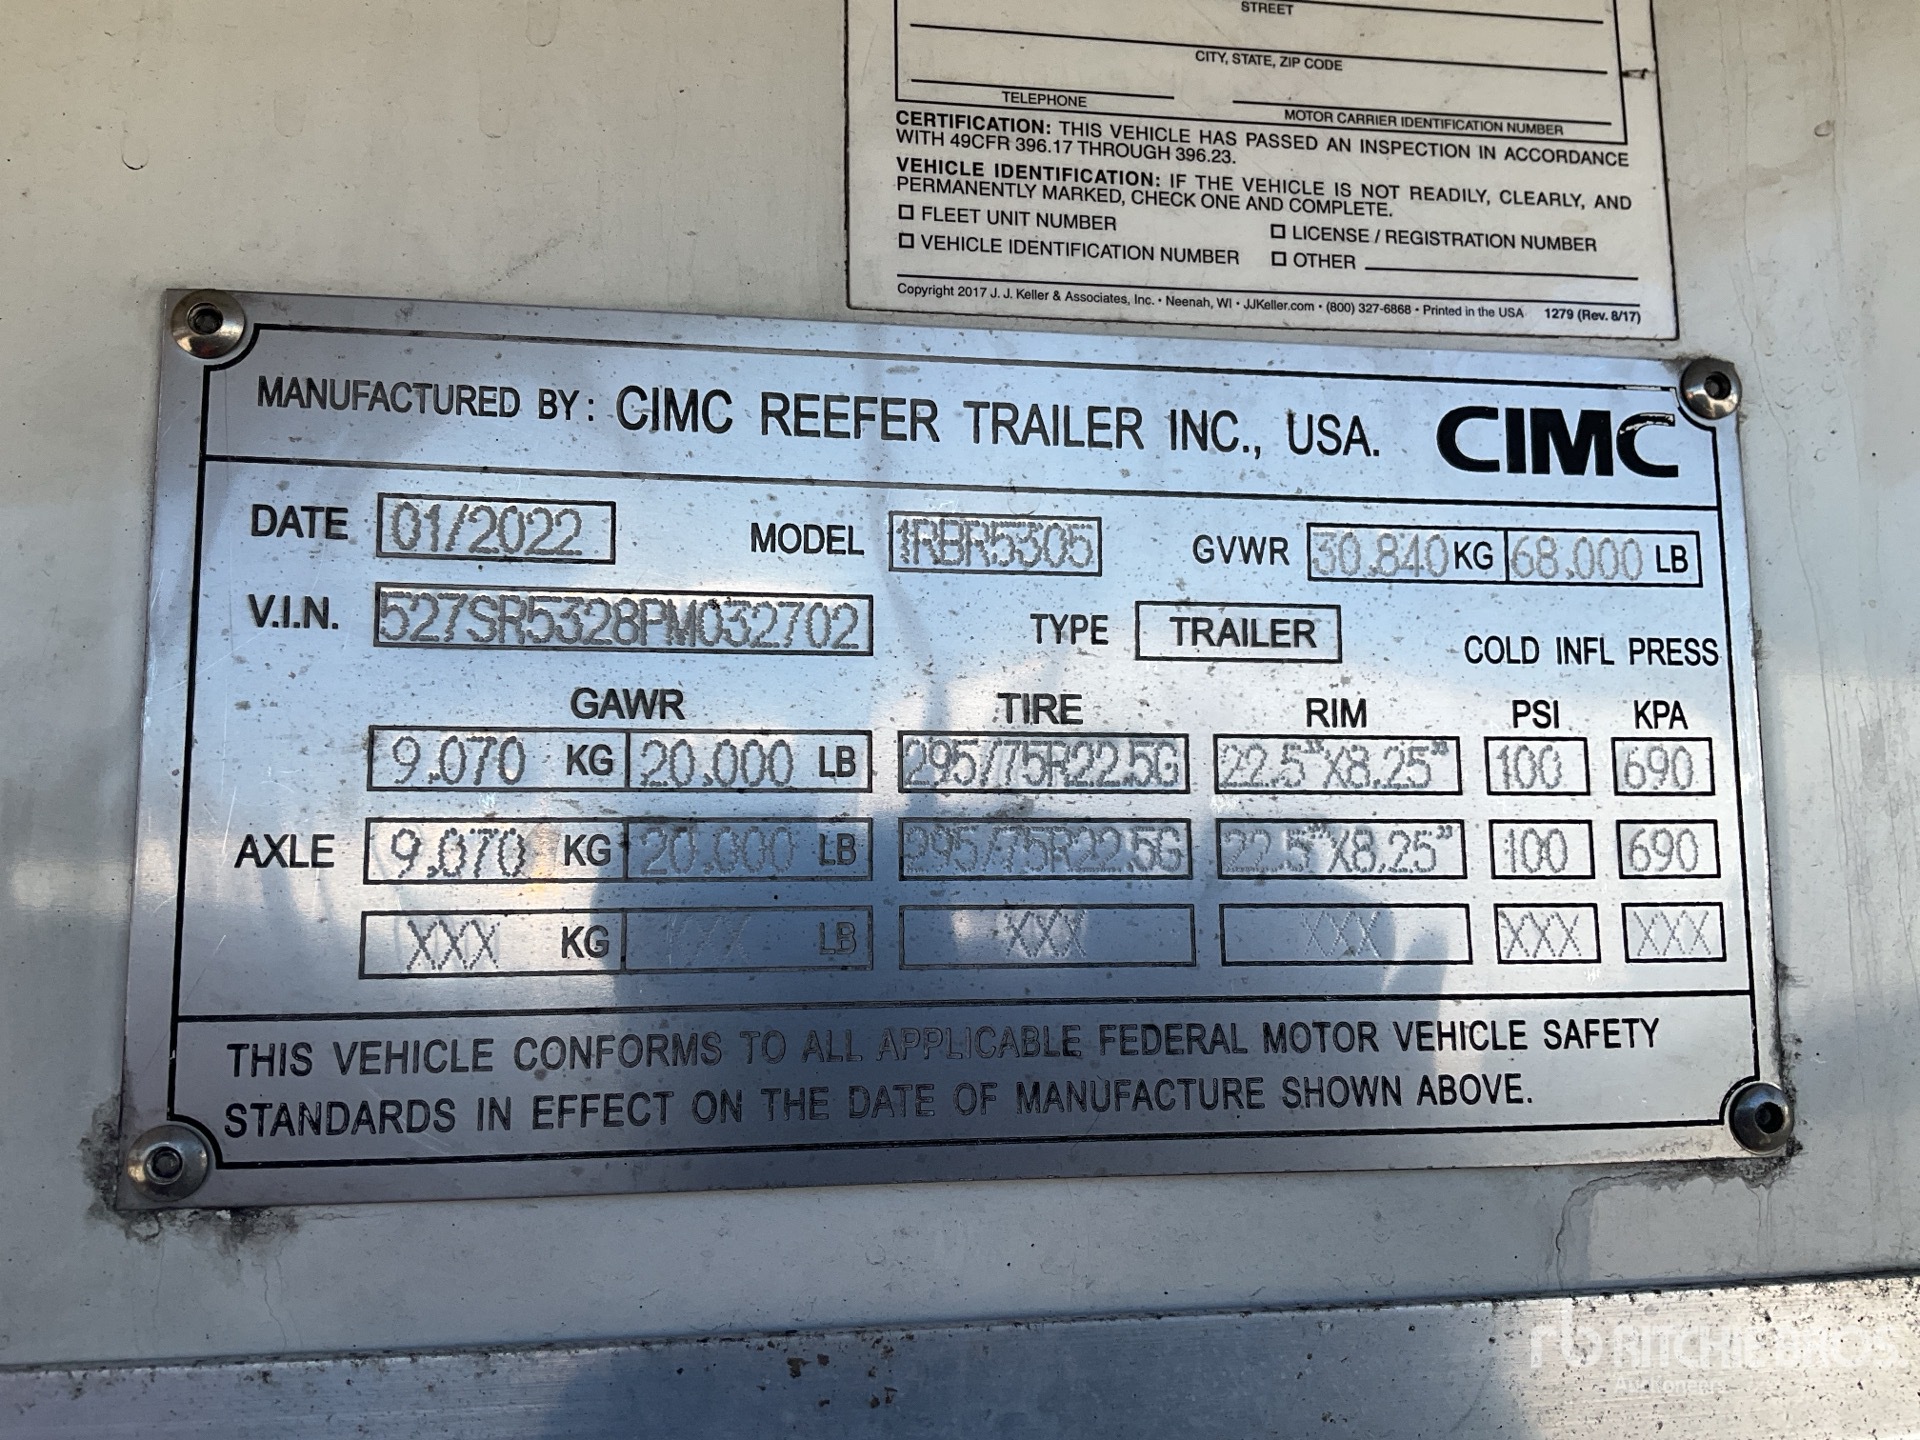 STREET
CITY, STATE, ZIP CODE
TELEPHONE MOTOR CARRIER IDENTIFICATION NUMBER
CERTIFICATION: THIS VEHICLE HAS PASSED AN INSPECTION IN ACCORDANCE
WITH 49CFR 396.17 THROUGH 396.23.
VEHICLE IDENTIFICATION: IF THE VEHICLE IS NOT READILY, CLEARLY, AND
PERMANENTLY MARKED, CHECK ONE AND COMPLETE.
☐ FLEET UNIT NUMBER ☐ LICENSE / REGISTRATION NUMBER
☐ VEHICLE IDENTIFICATION NUMBER ☐ OTHER
Copyright 2017 J. J. Keller & Associates, Inc. • Neenah, WI • JJKeller.com • (800) 327-6868 • Printed in the USA 1279 (Rev. 8/17)
MANUFACTURED BY: CIMC REEFER TRAILER INC., USA. CIMC
DATE 01/2022 MODEL 1RBR5305 GVWR 30,840 KG 68,000 LB
V.I.N. 527SR5328PM032702 TYPE TRAILER COLD INFL PRESS
GAWR TIRE RIM PSI KPA
9,070 KG 20,000 LB 295/75R22.5G 22.5"X8.25" 100 690
AXLE 9,070 KG 20,000 LB 295/75R22.5G 22.5"X8.25" 100 690
XXX KG XXX LB XXX XXX XXX XXX
THIS VEHICLE CONFORMS TO ALL APPLICABLE FEDERAL MOTOR VEHICLE SAFETY
STANDARDS IN EFFECT ON THE DATE OF MANUFACTURE SHOWN ABOVE.
rb RITCHIE BROS.
Auctioneers